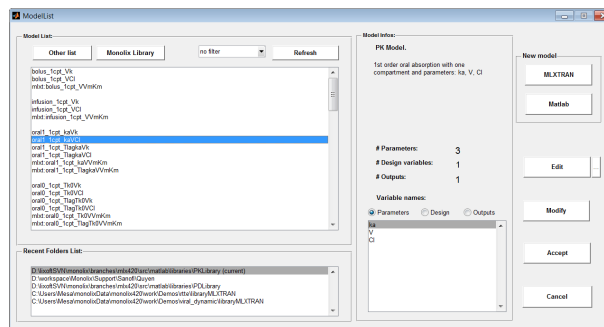 ModelList
Model List:
Other list
Monolix Library
no filter
Refresh
bolus_1cpt_Vk
bolus_1cpt_VCl
mlxt:bolus_1cpt_VVmKm
infusion_1cpt_Vk
infusion_1cpt_VCl
mlxt:infusion_1cpt_VVmKm
oral1_1cpt_kaVk
oral1_1cpt_kaVCl
oral1_1cpt_TlagkaVk
oral1_1cpt_TlagkaVCl
mlxt:oral1_1cpt_kaVVmKm
mlxt:oral1_1cpt_TlagkaVVmKm
oral0_1cpt_Tk0Vk
oral0_1cpt_Tk0VCl
oral0_1cpt_TlagTk0Vk
oral0_1cpt_TlagTk0VCl
mlxt:oral0_1cpt_Tk0VVmKm
mlxt:oral0_1cpt_TlagTk0VVmKm
Recent Folders List:
D:\lixoftSVN\monolix\branches\mlx420\src\matlab\libraries\PKLibrary (current)
D:\workspace\Monolix\Support\Sanofi\Quyen
D:\lixoftSVN\monolix\branches\mlx420\src\matlab\libraries\PDLibrary
C:\Users\Mesa\monolixData\monolix420\work\Demos\rtte\libraryMLXTRAN
C:\Users\Mesa\monolixData\monolix420\work\Demos\viral_dynamic\libraryMLXTRAN
Model Infos:
PK Model.
1st order oral absorption with one
compartment and parameters: ka, V, Cl
# Parameters: 3
# Design variables: 1
# Outputs: 1
Variable names:
Parameters
Design
Outputs
ka
V
Cl
New model
MLXTRAN
Matlab
Edit
...
Modify
Accept
Cancel